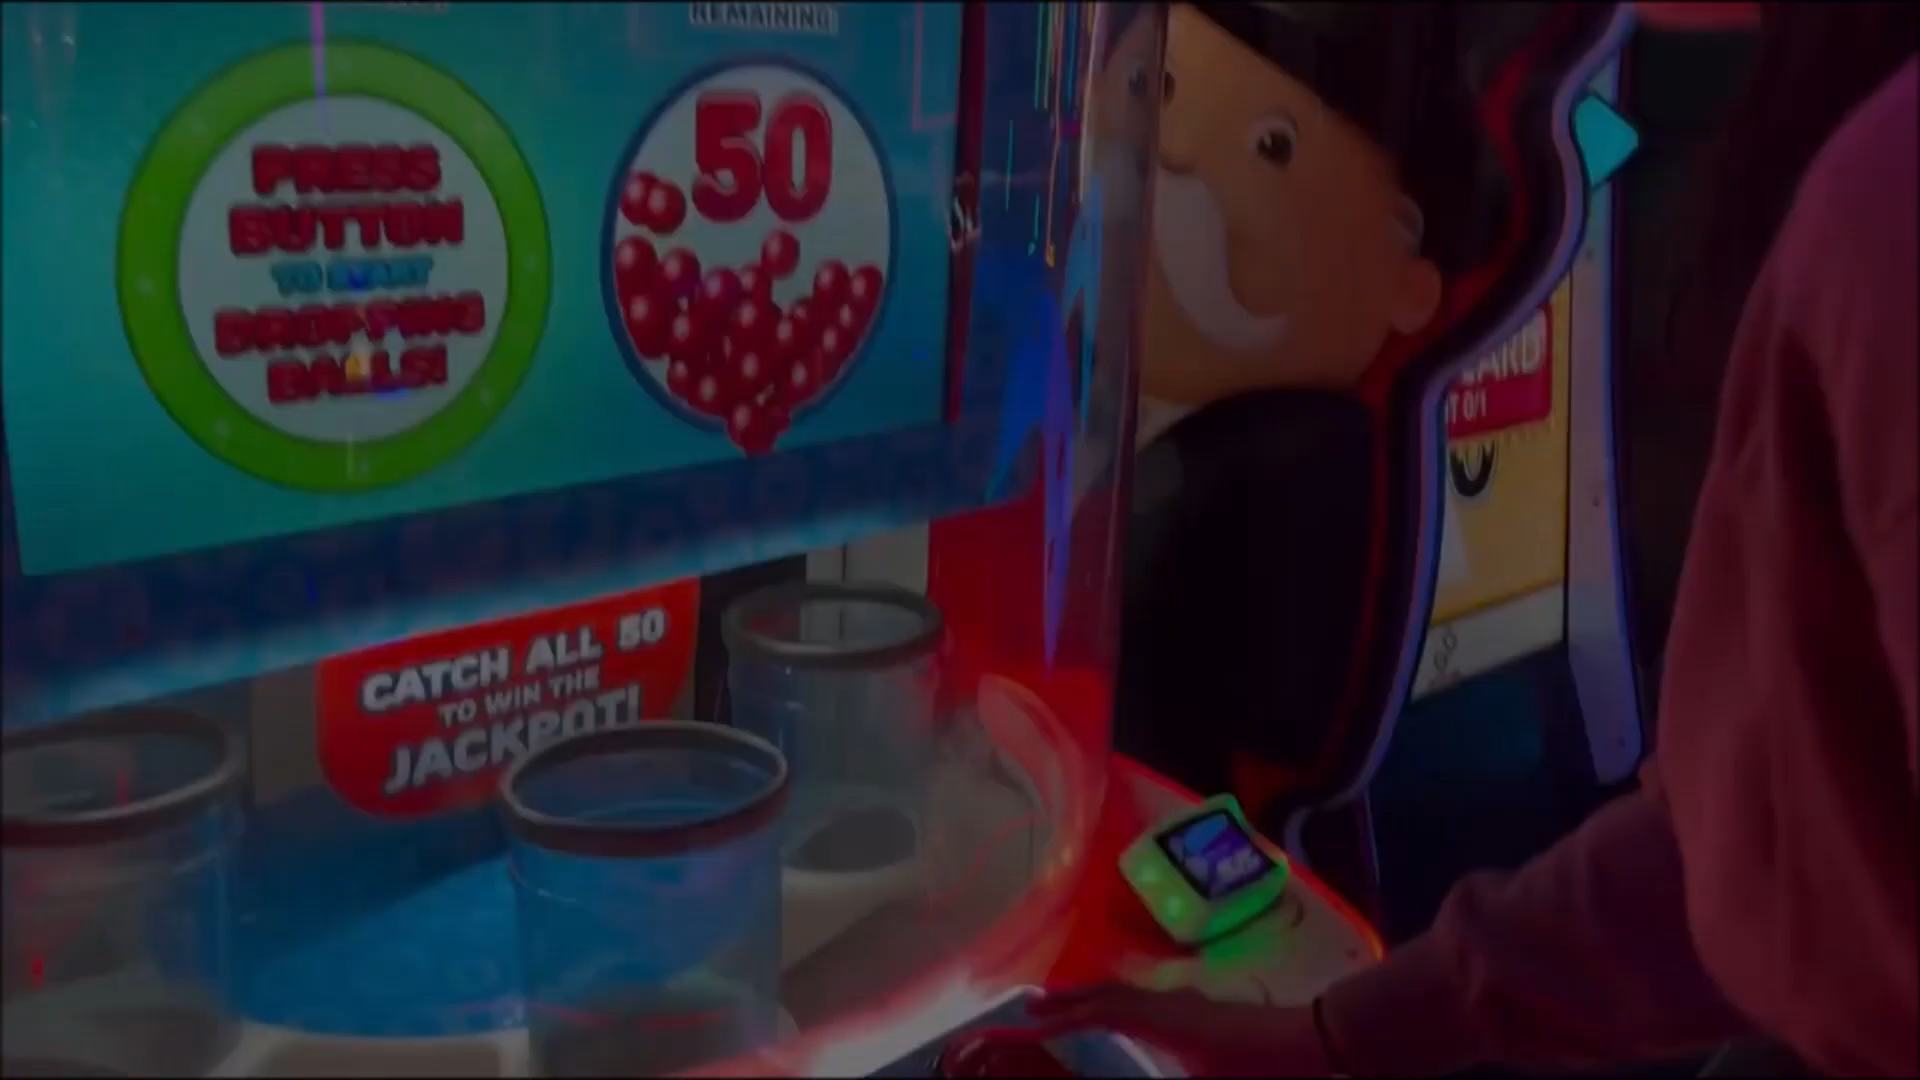 REMAINING
PRESS
BUTTON
TO START
DROPPING
BALLS!
50
CATCH ALL 50
TO WIN THE
JACKPOT!